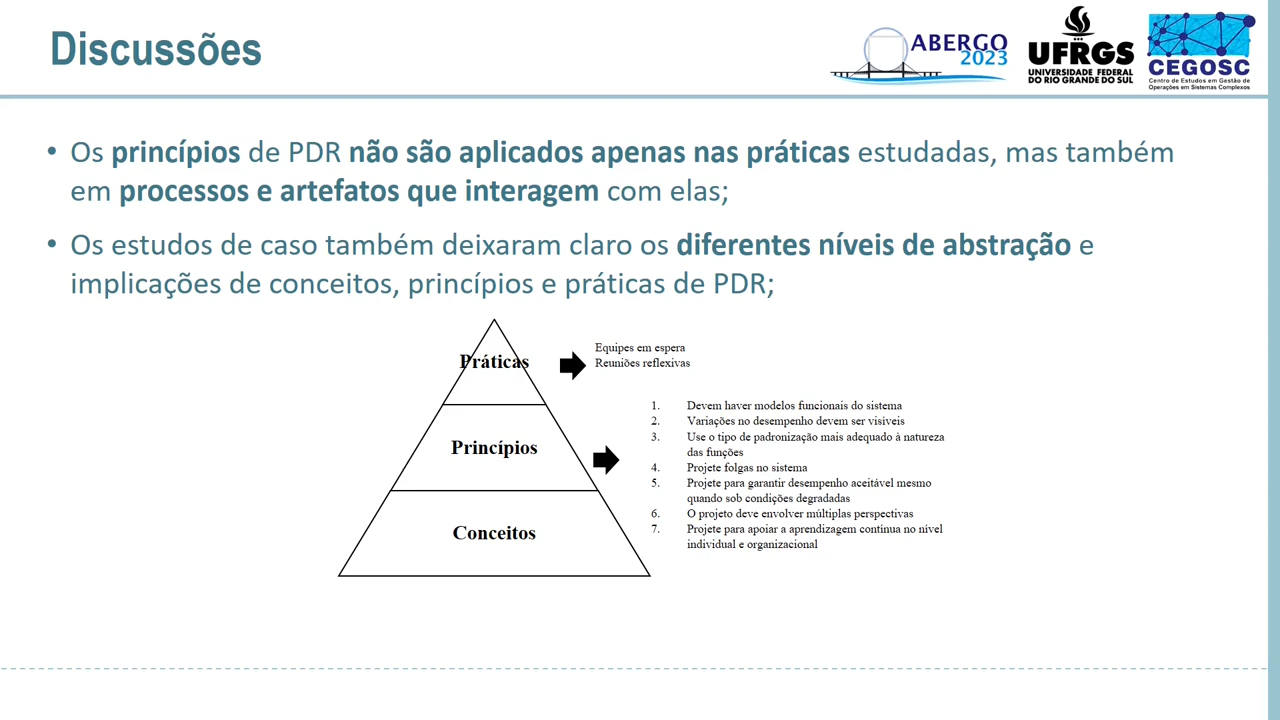 Discussões
ABERGO
2023
UFRGS
UNIVERSIDADE FEDERAL
DO RIO GRANDE DO SUL
CEGOSC
Centro de Estudos em Gestão de
Operações em Sistemas Complexos
• Os princípios de PDR não são aplicados apenas nas práticas estudadas, mas também
em processos e artefatos que interagem com elas;
• Os estudos de caso também deixaram claro os diferentes níveis de abstração e
implicações de conceitos, princípios e práticas de PDR;
Práticas
Equipes em espera
Reuniões reflexivas
Princípios
1. Devem haver modelos funcionais do sistema
2. Variações no desempenho devem ser visíveis
3. Use o tipo de padronização mais adequado à natureza
das funções
4. Projete folgas no sistema
5. Projete para garantir desempenho aceitável mesmo
quando sob condições degradadas
6. O projeto deve envolver múltiplas perspectivas
7. Projete para apoiar a aprendizagem contínua no nível
individual e organizacional
Conceitos